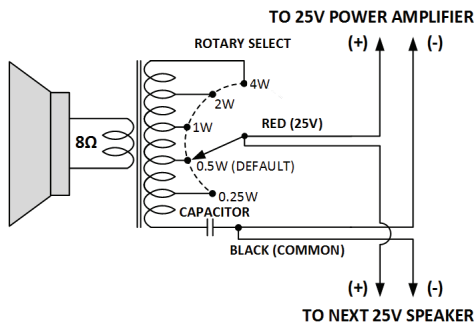 TO 25V POWER AMPLIFIER
(+) (-)
ROTARY SELECT
4W
2W
1W
RED (25V)
8Ω
0.5W (DEFAULT)
0.25W
CAPACITOR
BLACK (COMMON)
(+) (-)
TO NEXT 25V SPEAKER